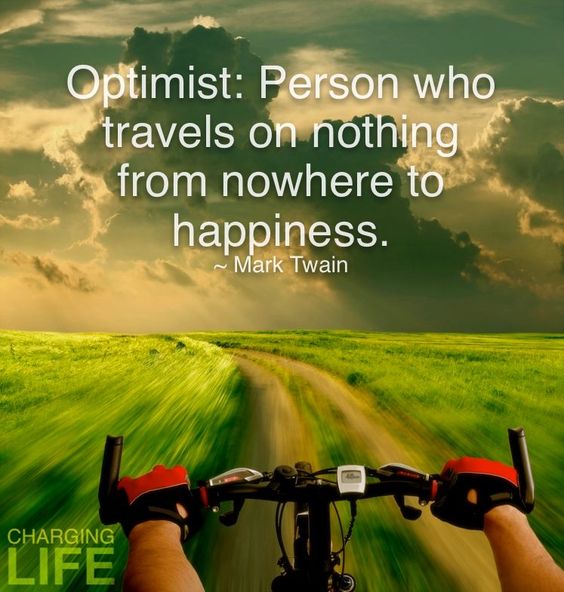 Optimist: Person who
travels on nothing
from nowhere to
happiness.
~ Mark Twain
CHARGING
LIFE